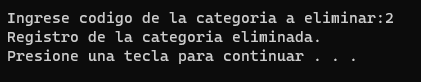 Ingrese codigo de la categoria a eliminar:2
Registro de la categoria eliminada.
Presione una tecla para continuar . . .